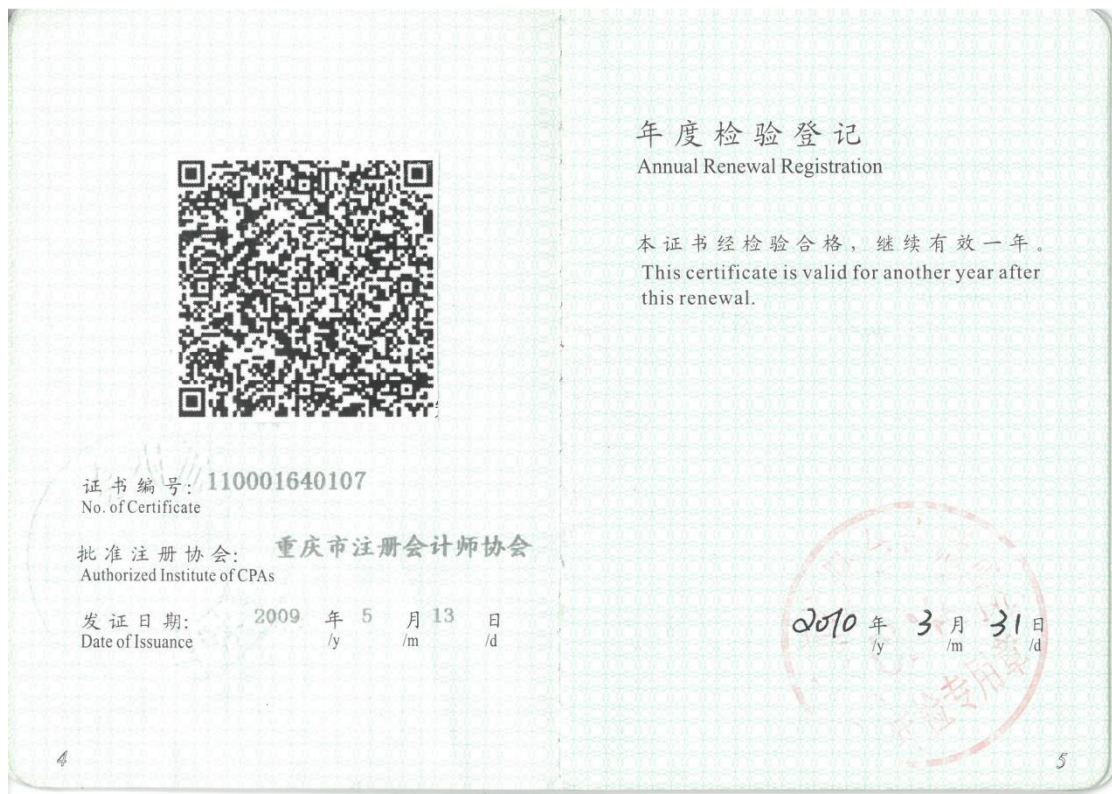 证书编号: 110001640107
No. of Certificate
批准注册协会: 重庆市注册会计师协会
Authorized Institute of CPAs
发证日期: 2009 年 5 月 13 日
Date of Issuance /y /m /d
4
年度检验登记
Annual Renewal Registration
本证书经检验合格，继续有效一年。
This certificate is valid for another year after
this renewal.
2010 年 3 月 31 日
/y /m /d
专用章
5